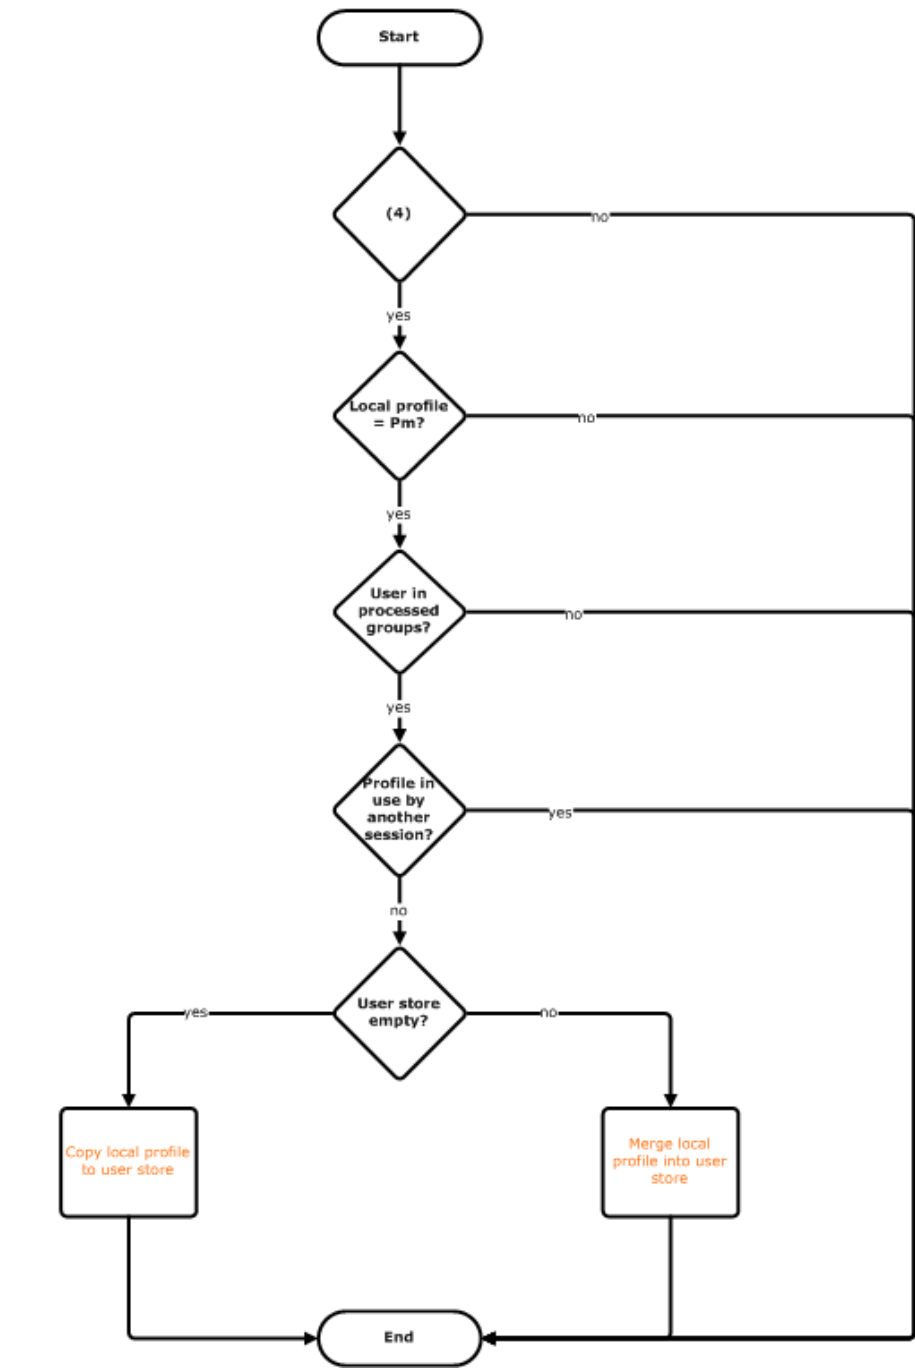 Start
(4)
no
yes
Local profile
= Pm?
no
yes
User in
processed
groups?
no
yes
Profile in
use by
another
session?
yes
no
User store
empty?
yes
no
Copy local profile
to user store
Merge local
profile into user
store
End